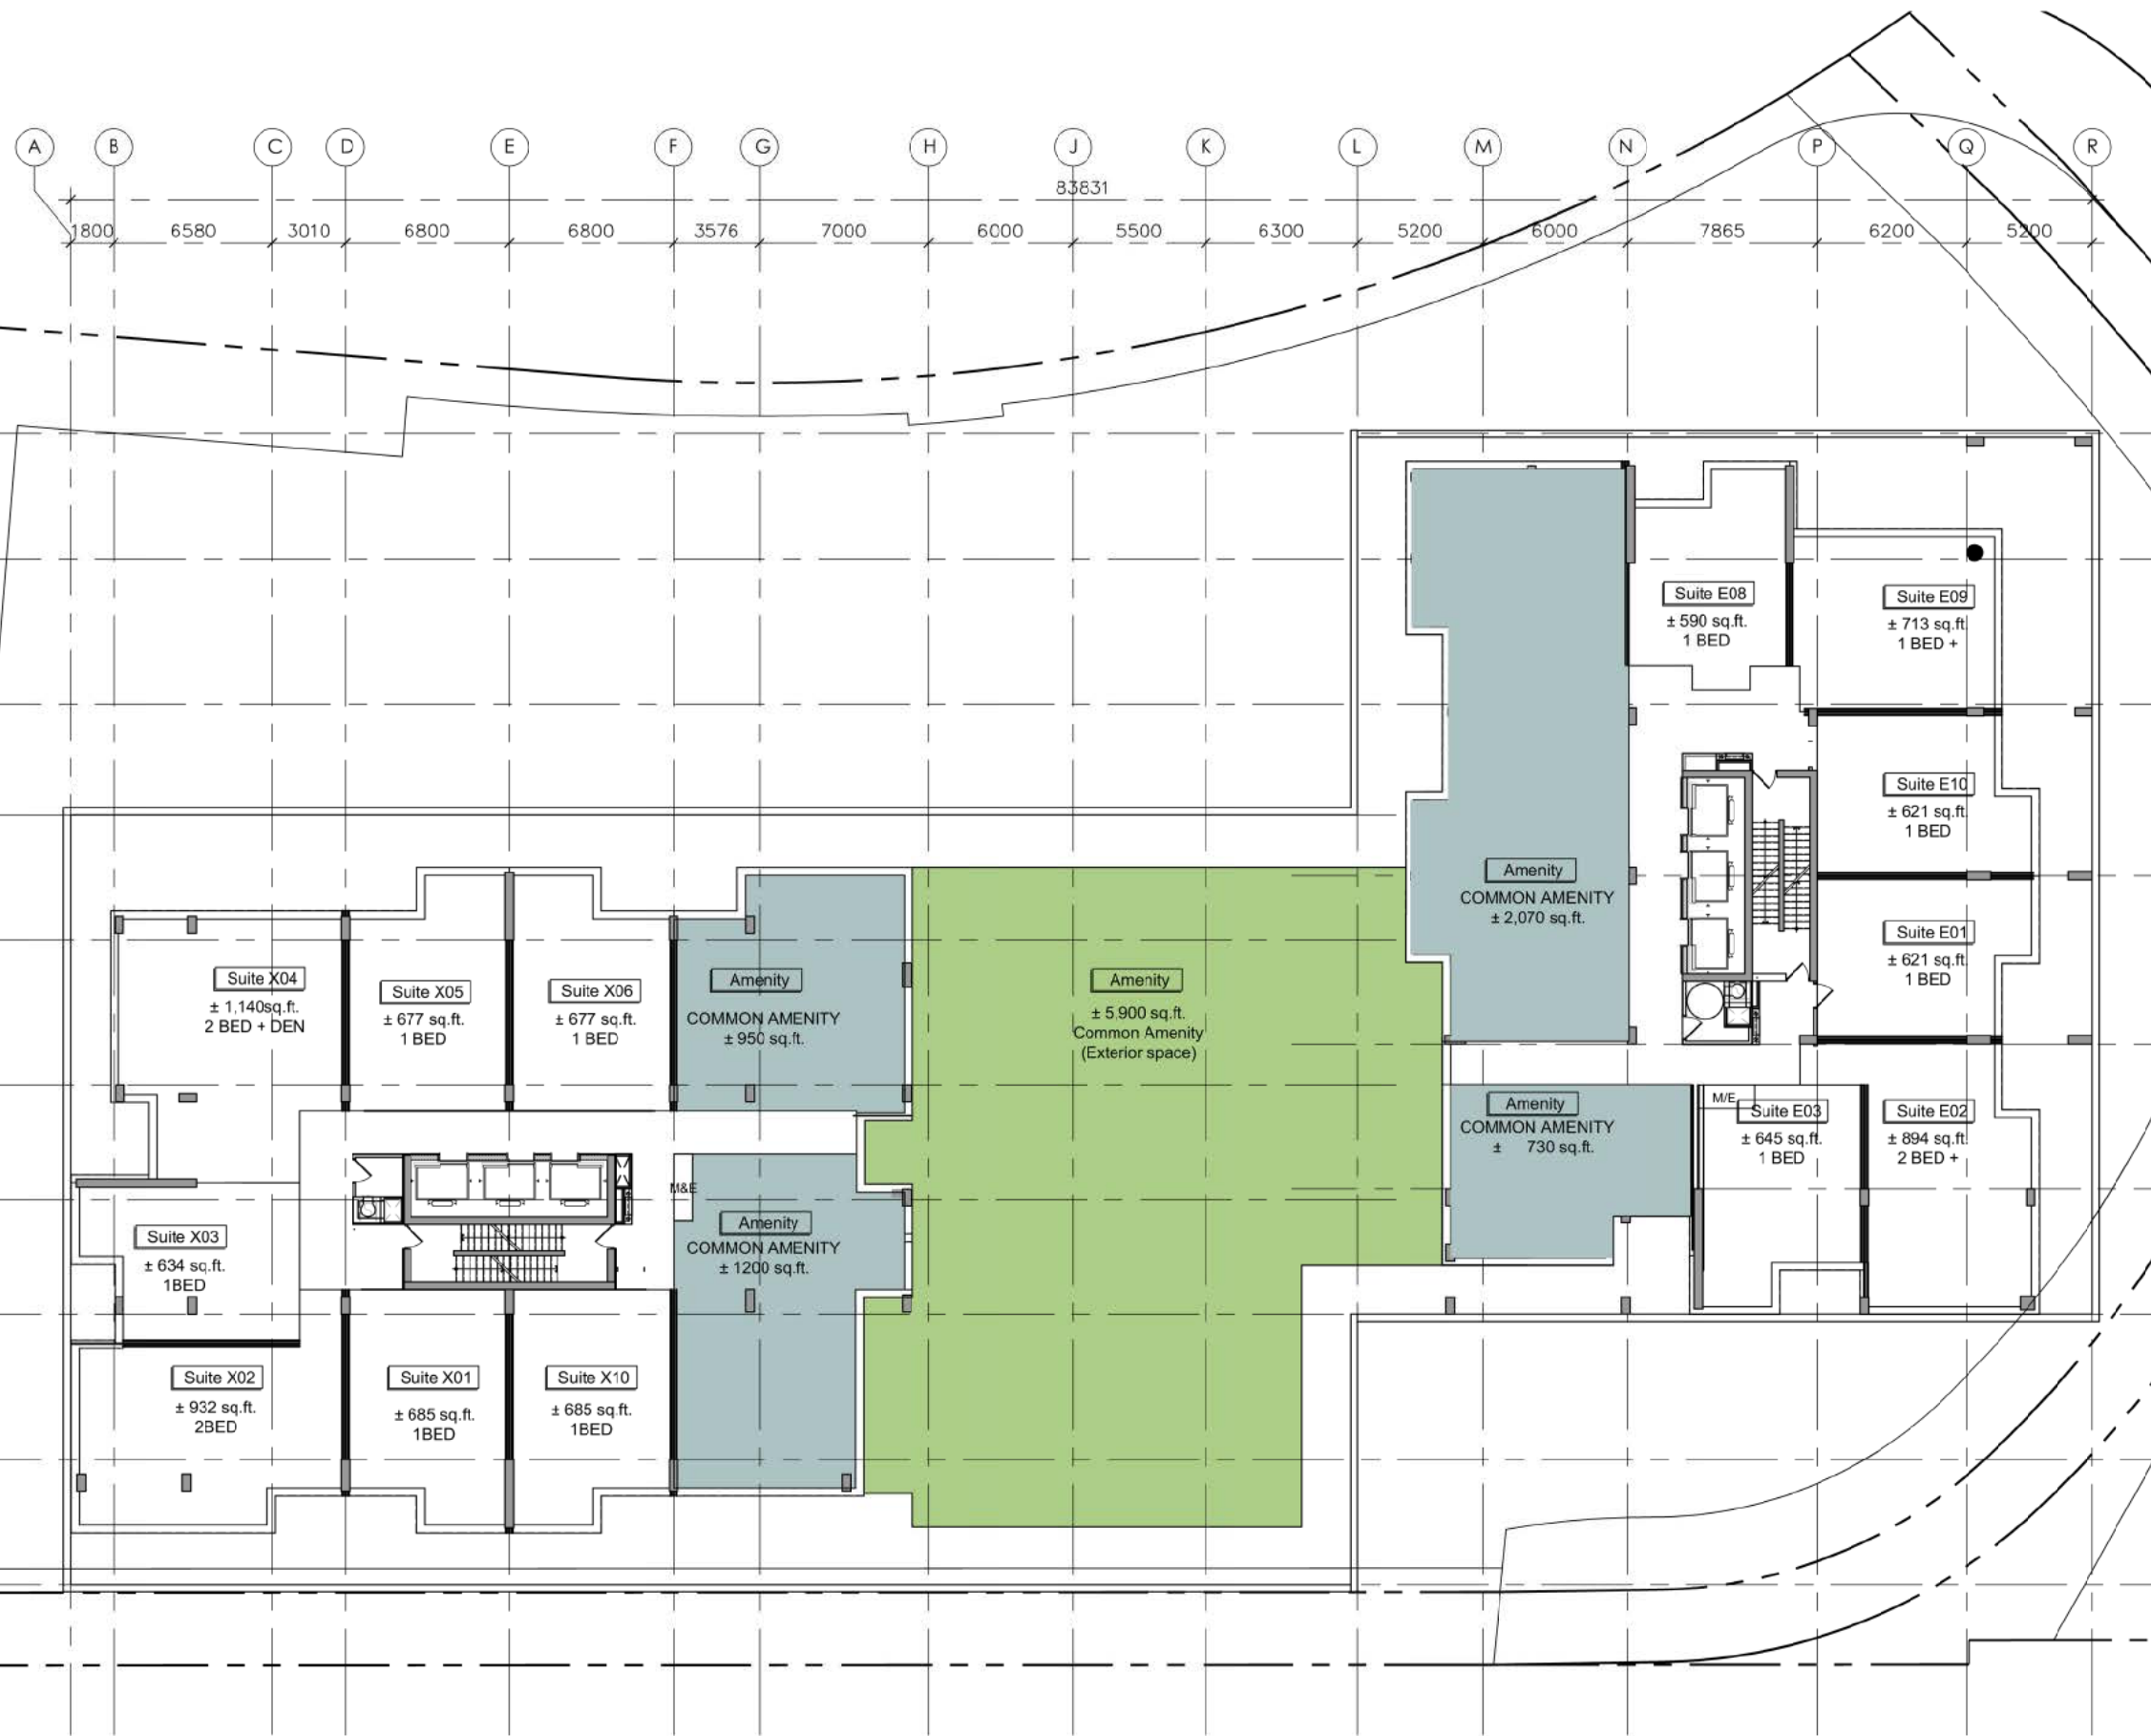 A B C D E F G H J K L M N P Q R
83831
1800 6580 3010 6800 6800 3576 7000 6000 5500 6300 5200 6000 7865 6200 5200
Suite X04
± 1,140sq.ft.
2 BED + DEN
Suite X05
± 677 sq.ft.
1 BED
Suite X06
± 677 sq.ft.
1 BED
Amenity
COMMON AMENITY
± 950 sq.ft.
Amenity
± 5,900 sq.ft.
Common Amenity
(Exterior space)
Amenity
COMMON AMENITY
± 2,070 sq.ft.
Suite E08
± 590 sq.ft.
1 BED
Suite E09
± 713 sq.ft.
1 BED +
Suite E10
± 621 sq.ft.
1 BED
Suite E01
± 621 sq.ft.
1 BED
Amenity
COMMON AMENITY
± 730 sq.ft.
M/E
Suite E03
± 645 sq.ft.
1 BED
Suite E02
± 894 sq.ft.
2 BED +
M&E
Amenity
COMMON AMENITY
± 1200 sq.ft.
Suite X03
± 634 sq.ft.
1BED
Suite X02
± 932 sq.ft.
2BED
Suite X01
± 685 sq.ft.
1BED
Suite X10
± 685 sq.ft.
1BED